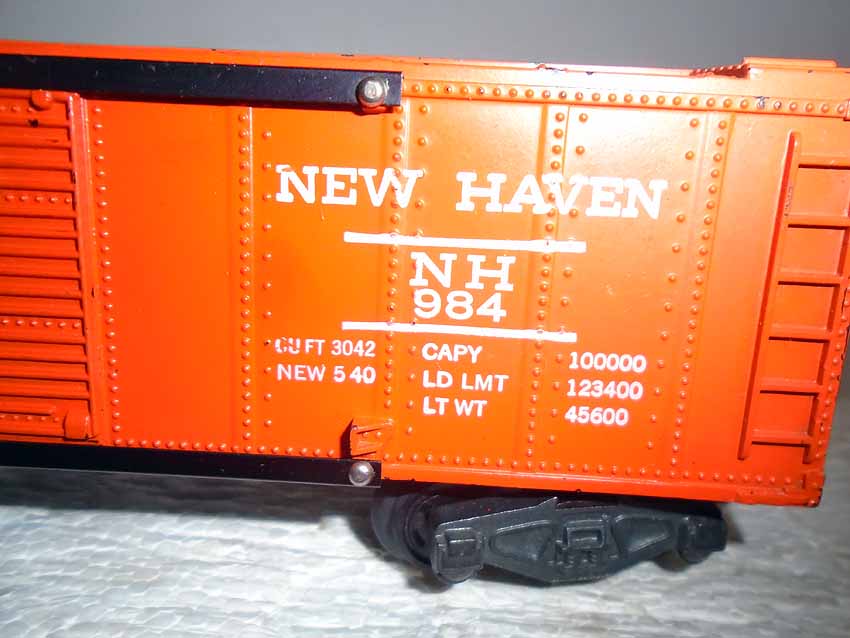 NEW HAVEN
NH
984
CU FT 3042 CAPY 100000
NEW 5 40 LD LMT 123400
LT WT 45600